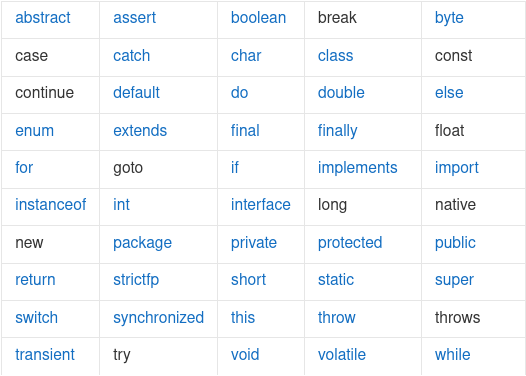 abstract assert boolean break byte
case catch char class const
continue default do double else
enum extends final finally float
for goto if implements import
instanceof int interface long native
new package private protected public
return strictfp short static super
switch synchronized this throw throws
transient try void volatile while